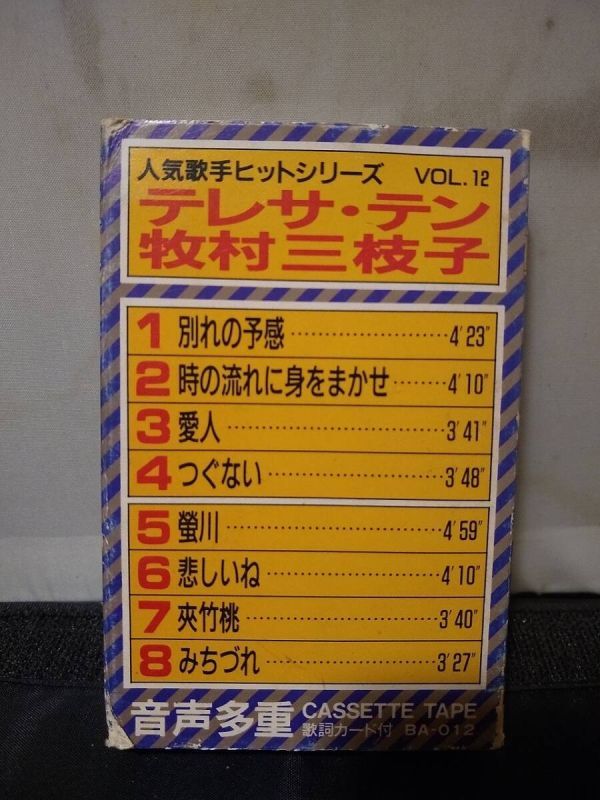 人気歌手ヒットシリーズ VOL.12
テレサ・テン
牧村三枝子
1 別れの予感……………………4'23"
2 時の流れに身をまかせ………4'10"
3 愛人……………………………3'41"
4 つぐない………………………3'48"
5 螢川……………………………4'59"
6 悲しいね………………………4'10"
7 夾竹桃…………………………3'40"
8 みちづれ………………………3'27"
音声多重 CASSETTE TAPE
歌詞カード付 BA-012